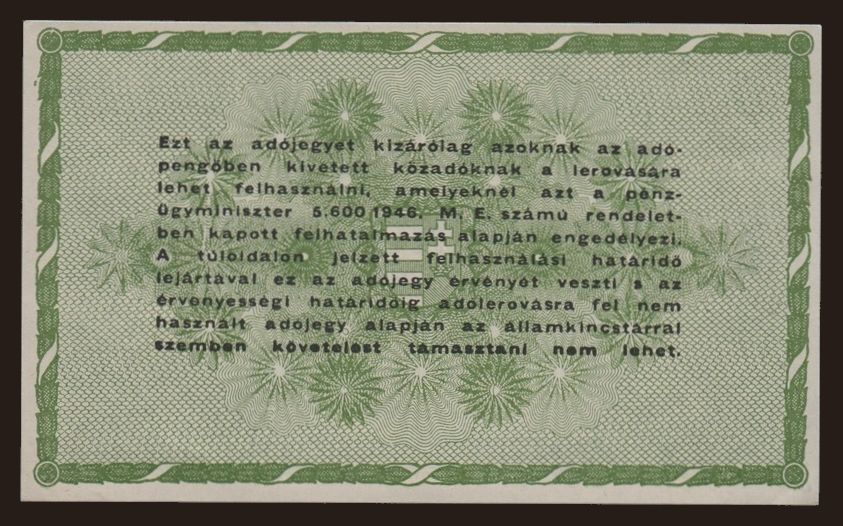 Ezt az adójegyet kizárólag azoknak az adó-
pengőben kivetett közadóknak a lerovására
lehet felhasználni, amelyeknél azt a pénz-
ügyminiszter 5.600/1946. M. E. számú rendelet-
ben kapott felhatalmazás alapján engedélyezi.
A túloldalon jelzett felhasználási határidő
lejártával ez az adójegy érvényét veszti s az
érvényességi határidőig adólerovásra fel nem
használt adójegy alapján az államkincstárral
szemben követelést támasztani nem lehet.